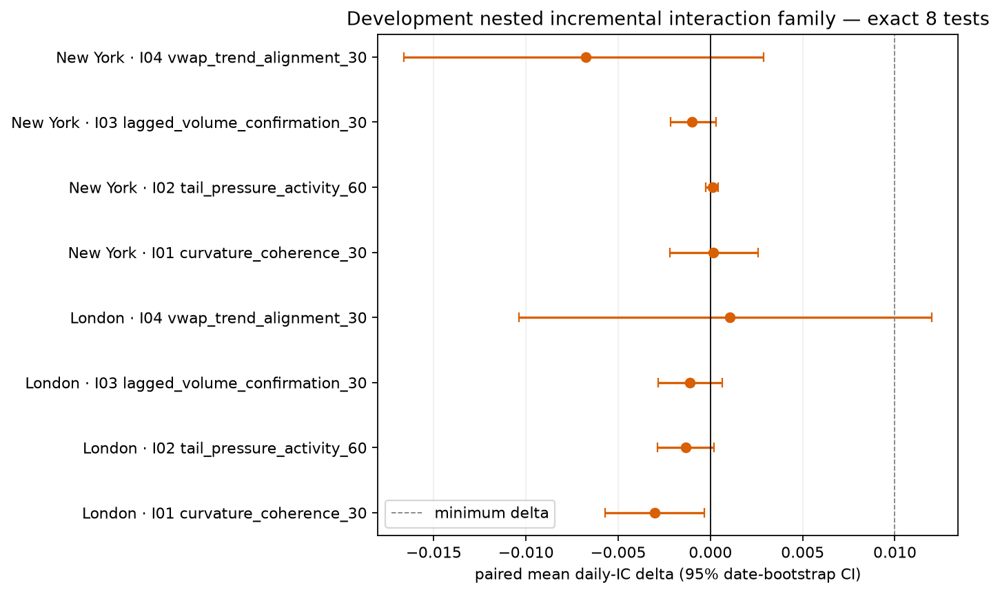 Development nested incremental interaction family — exact 8 tests
New York · I04 vwap_trend_alignment_30
New York · I03 lagged_volume_confirmation_30
New York · I02 tail_pressure_activity_60
New York · I01 curvature_coherence_30
London · I04 vwap_trend_alignment_30
London · I03 lagged_volume_confirmation_30
London · I02 tail_pressure_activity_60
London · I01 curvature_coherence_30
minimum delta
−0.015 −0.010 −0.005 0.000 0.005 0.010
paired mean daily-IC delta (95% date-bootstrap CI)